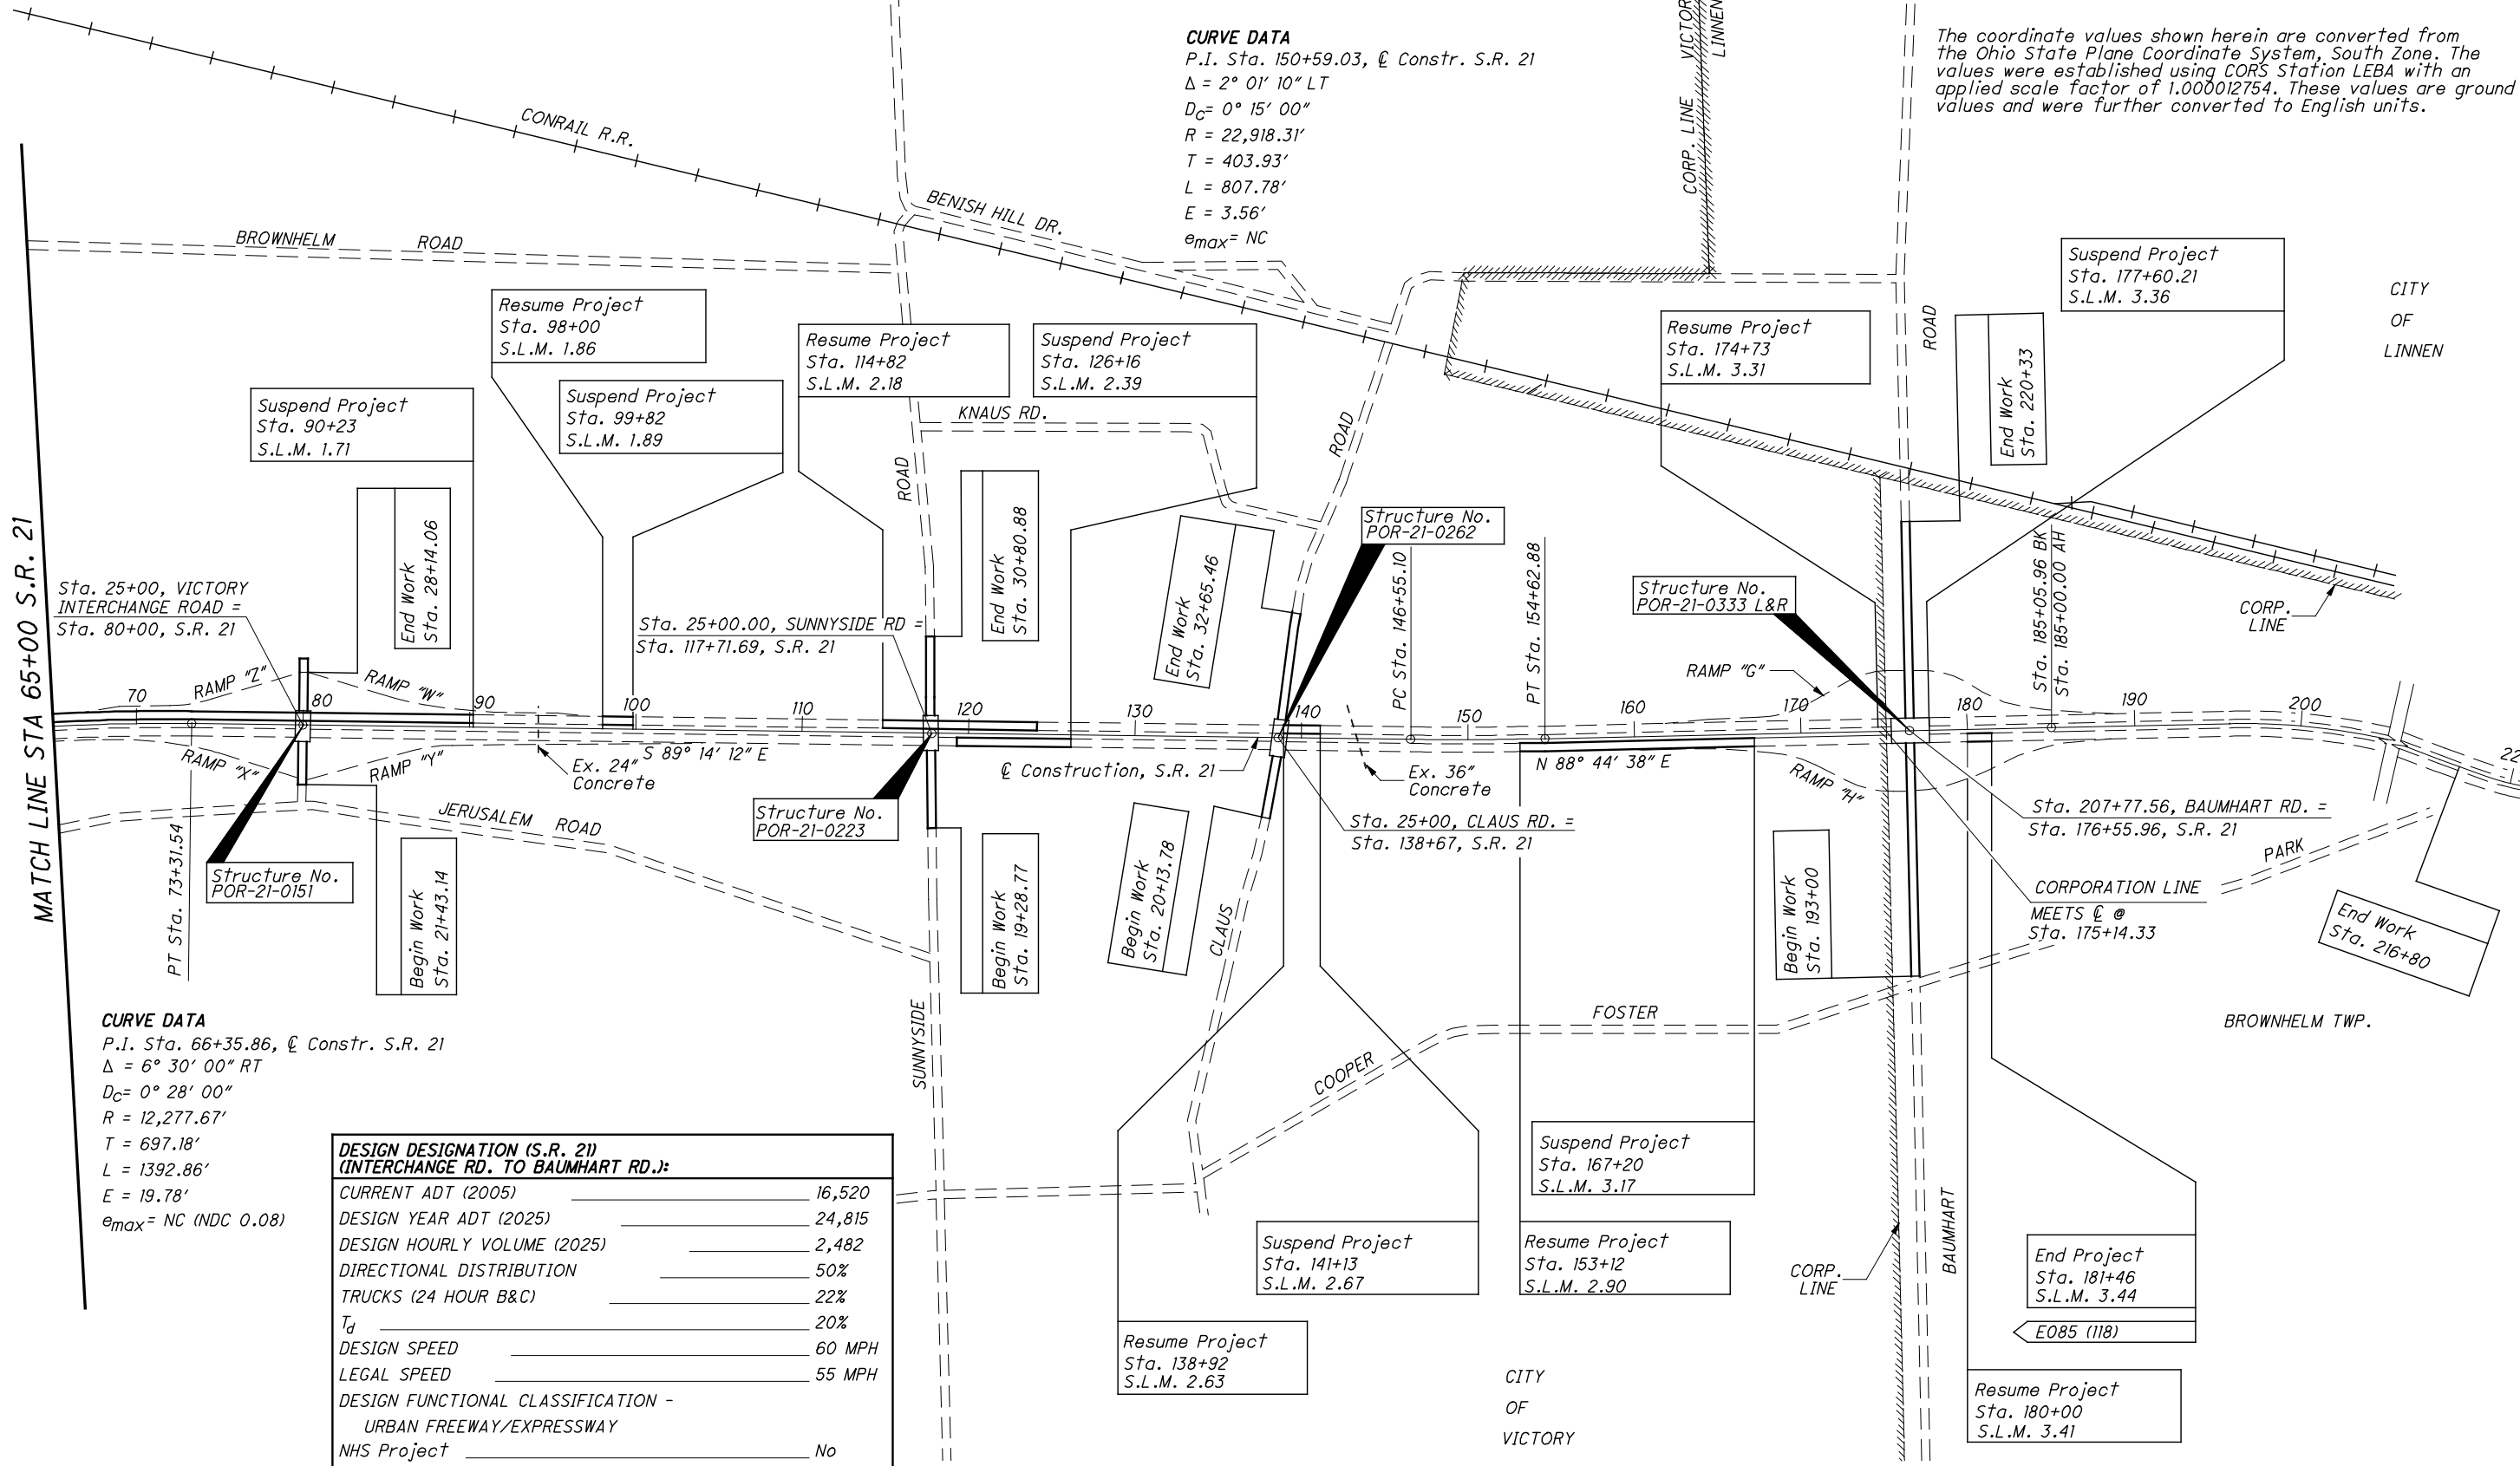 CURVE DATA
P.I. Sta. 150+59.03, ℄ Constr. S.R. 21
Δ = 2° 01' 10" LT
Dc= 0° 15' 00"
R = 22,918.31'
T = 403.93'
L = 807.78'
E = 3.56'
emax= NC
CORP. LINE
VICTORY
LINNEN
The coordinate values shown herein are converted from
the Ohio State Plane Coordinate System, South Zone. The
values were established using CORS Station LEBA with an
applied scale factor of 1.000012754. These values are ground
values and were further converted to English units.
CONRAIL R.R.
BENISH HILL DR.
BROWNHELM ROAD
Suspend Project
Sta. 177+60.21
S.L.M. 3.36
CITY
OF
LINNEN
Resume Project
Sta. 98+00
S.L.M. 1.86
Resume Project
Sta. 114+82
S.L.M. 2.18
Suspend Project
Sta. 126+16
S.L.M. 2.39
Resume Project
Sta. 174+73
S.L.M. 3.31
ROAD
End Work
Sta. 220+33
Suspend Project
Sta. 90+23
S.L.M. 1.71
Suspend Project
Sta. 99+82
S.L.M. 1.89
KNAUS RD.
ROAD
ROAD
MATCH LINE STA 65+00 S.R. 21
End Work
Sta. 28+14.06
End Work
Sta. 30+80.88
End Work
Sta. 32+65.46
Structure No.
POR-21-0262
PC Sta. 146+55.10
PT Sta. 154+62.88
Structure No.
POR-21-0333 L&R
Sta. 185+05.96 BK
Sta. 185+00.00 AH
CORP.
LINE
Sta. 25+00, VICTORY
INTERCHANGE ROAD =
Sta. 80+00, S.R. 21
Sta. 25+00.00, SUNNYSIDE RD =
Sta. 117+71.69, S.R. 21
RAMP "Z"
RAMP "W"
RAMP "G"
70
80
90
100
110
120
130
140
150
160
170
180
190
200
RAMP "X"
RAMP "Y"
Ex. 24"
Concrete
S 89° 14' 12" E
℄ Construction, S.R. 21
Ex. 36"
Concrete
N 88° 44' 38" E
RAMP "H"
JERUSALEM ROAD
Structure No.
POR-21-0223
Sta. 25+00, CLAUS RD. =
Sta. 138+67, S.R. 21
Sta. 207+77.56, BAUMHART RD. =
Sta. 176+55.96, S.R. 21
PARK
PT Sta. 73+31.54
Structure No.
POR-21-0151
Begin Work
Sta. 21+43.14
Begin Work
Sta. 19+28.77
Begin Work
Sta. 20+13.78
CLAUS
Begin Work
Sta. 193+00
CORPORATION LINE
MEETS ℄ @
Sta. 175+14.33
End Work
Sta. 216+80
CURVE DATA
P.I. Sta. 66+35.86, ℄ Constr. S.R. 21
Δ = 6° 30' 00" RT
Dc= 0° 28' 00"
R = 12,277.67'
T = 697.18'
L = 1392.86'
E = 19.78'
emax= NC (NDC 0.08)
SUNNYSIDE
COOPER
FOSTER
BROWNHELM TWP.
DESIGN DESIGNATION (S.R. 21)
(INTERCHANGE RD. TO BAUMHART RD.):
CURRENT ADT (2005) 16,520
DESIGN YEAR ADT (2025) 24,815
DESIGN HOURLY VOLUME (2025) 2,482
DIRECTIONAL DISTRIBUTION 50%
TRUCKS (24 HOUR B&C) 22%
Td 20%
DESIGN SPEED 60 MPH
LEGAL SPEED 55 MPH
DESIGN FUNCTIONAL CLASSIFICATION -
URBAN FREEWAY/EXPRESSWAY
NHS Project No
Suspend Project
Sta. 167+20
S.L.M. 3.17
Suspend Project
Sta. 141+13
S.L.M. 2.67
Resume Project
Sta. 153+12
S.L.M. 2.90
CORP.
LINE
BAUMHART
End Project
Sta. 181+46
S.L.M. 3.44
E085 (118)
Resume Project
Sta. 138+92
S.L.M. 2.63
CITY
OF
VICTORY
Resume Project
Sta. 180+00
S.L.M. 3.41